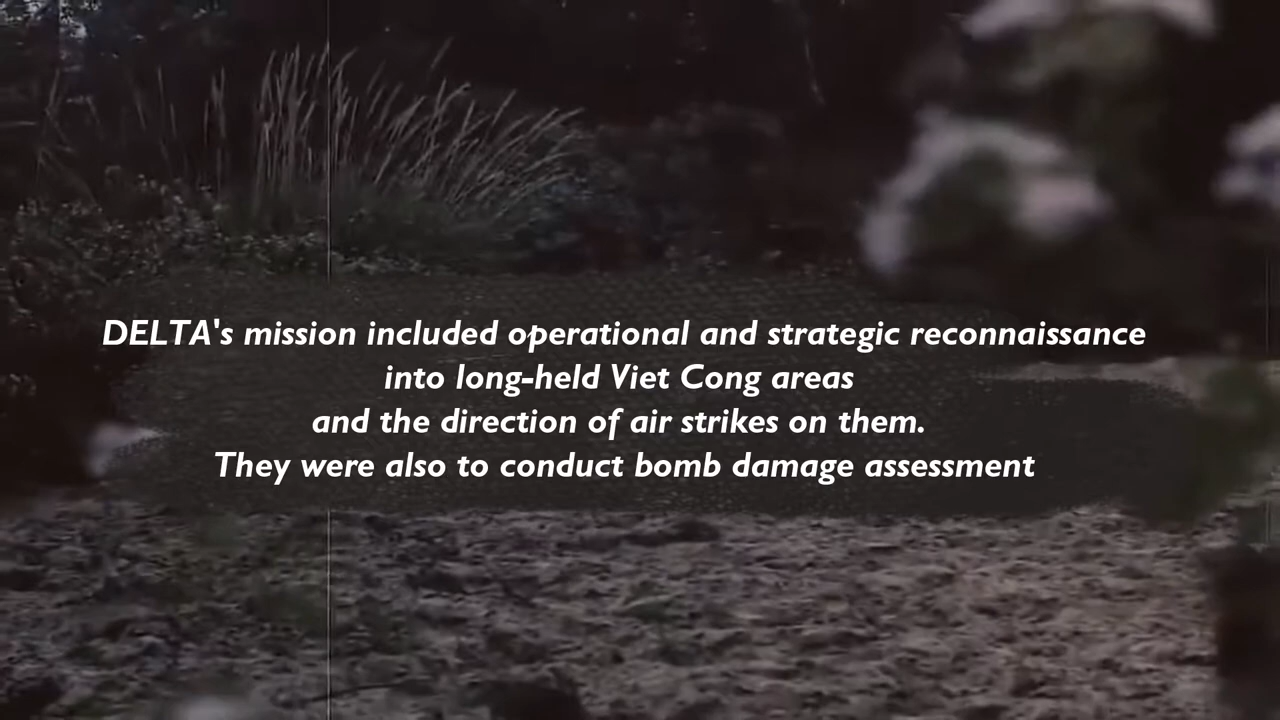 DELTA's mission included operational and strategic reconnaissance
into long-held Viet Cong areas
and the direction of air strikes on them.
They were also to conduct bomb damage assessment